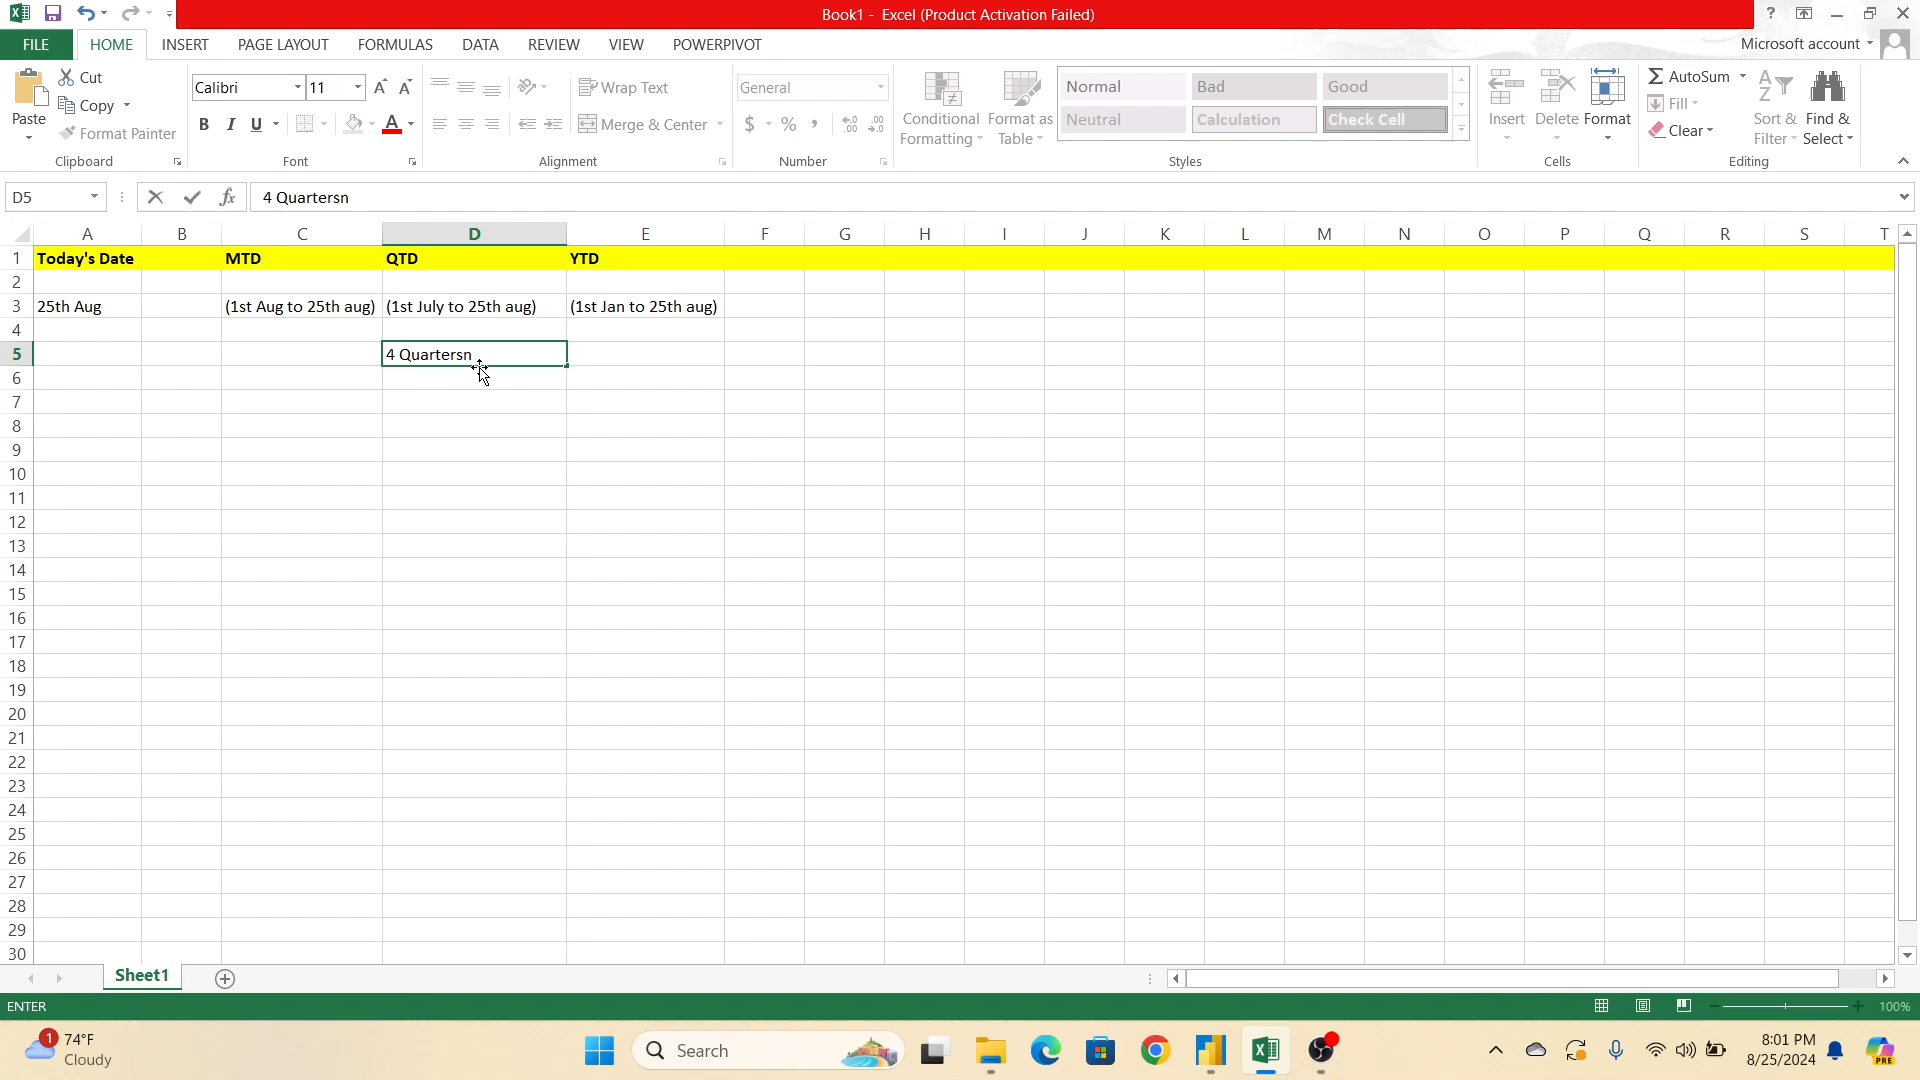 Book1 - Excel (Product Activation Failed)
FILE HOME INSERT PAGE LAYOUT FORMULAS DATA REVIEW VIEW POWERPIVOT Microsoft account
Paste Cut Copy Format Painter Clipboard
Calibri 11 B I U A Font
Wrap Text Merge & Center Alignment
General $ % , Number
Conditional Formatting Format as Table
Normal Bad Good
Neutral Calculation Check Cell
Styles
Insert Delete Format Cells
AutoSum Fill Clear Sort & Filter Find & Select Editing
D5 fx 4 Quartersn
A B C D E F G H I J K L M N O P Q R S T
1 Today's Date MTD QTD YTD
2
3 25th Aug (1st Aug to 25th aug) (1st July to 25th aug) (1st Jan to 25th aug)
4
5 4 Quartersn
6
7
8
9
10
11
12
13
14
15
16
17
18
19
20
21
22
23
24
25
26
27
28
29
30
Sheet1
ENTER 100%
1 74°F
Cloudy
Search
8:01 PM
8/25/2024
PRE